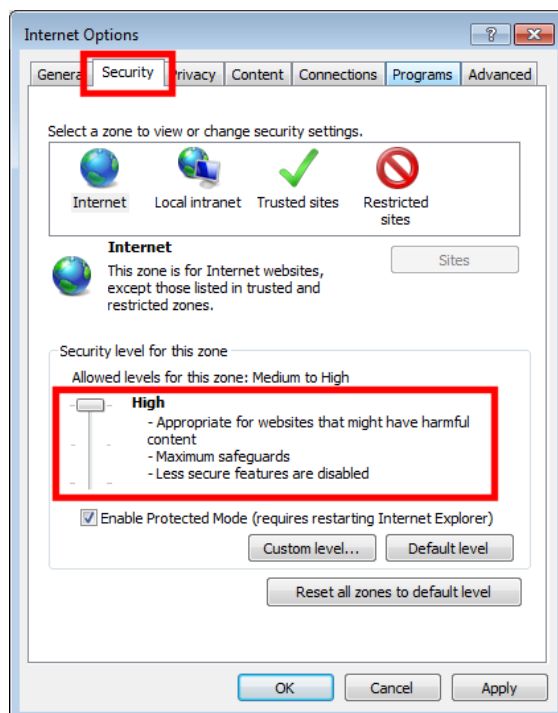 Internet Options
General Security Privacy Content Connections Programs Advanced
Select a zone to view or change security settings.
Internet Local intranet Trusted sites Restricted
sites
Internet
This zone is for Internet websites,
except those listed in trusted and
restricted zones.
Sites
Security level for this zone
Allowed levels for this zone: Medium to High
High
- Appropriate for websites that might have harmful
content
- Maximum safeguards
- Less secure features are disabled
Enable Protected Mode (requires restarting Internet Explorer)
Custom level... Default level
Reset all zones to default level
OK Cancel Apply